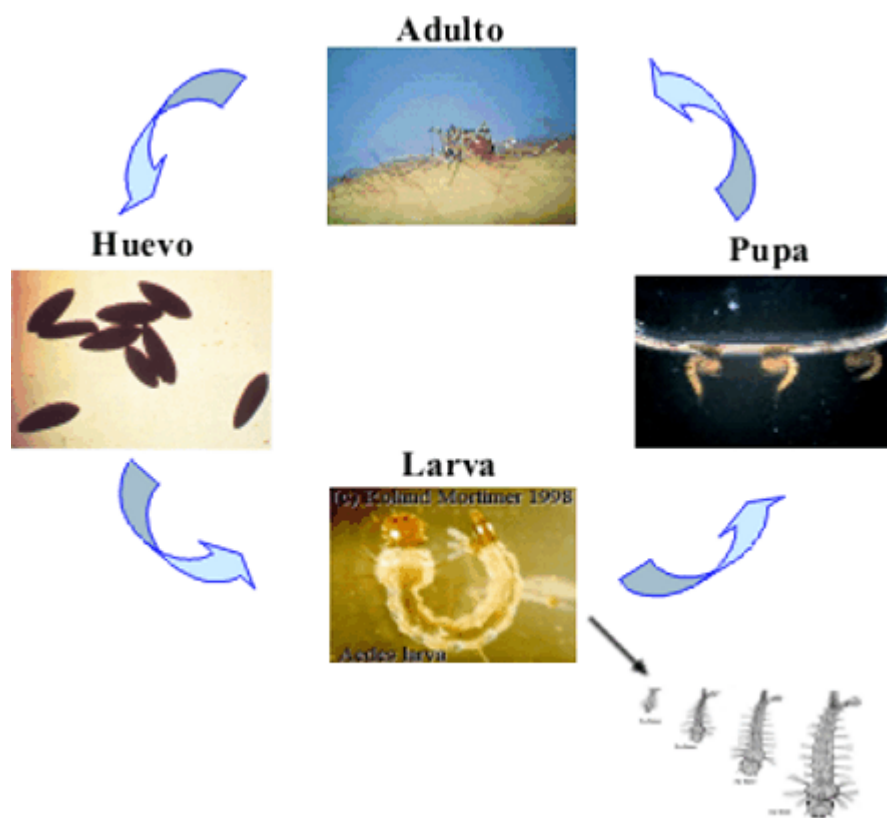 Adulto
Huevo
Pupa
Larva
(c) Roland Mortimer 1998
Aedes larva